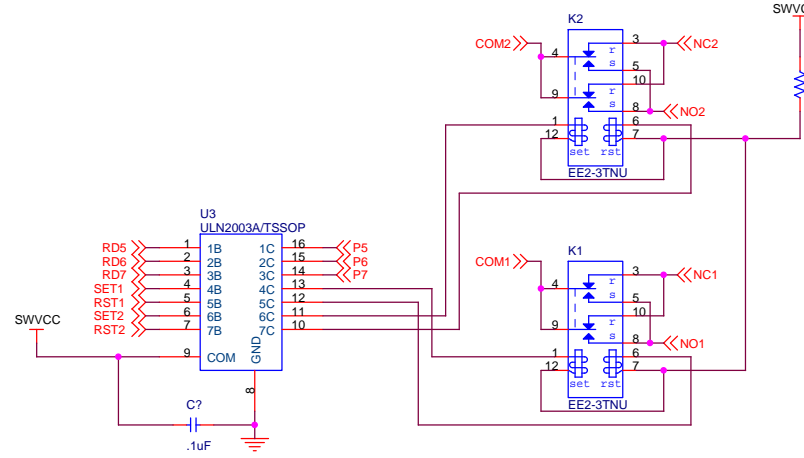 SWVC
K2
COM2
4
3
NC2
r
s
5
10
9
r
s
8
NO2
1
6
12
7
set rst
EE2-3TNU
U3
ULN2003A/TSSOP
RD5 1 1B 1C 16 P5
RD6 2 2B 2C 15 P6
RD7 3 3B 3C 14 P7
SET1 4 4B 4C 13
RST1 5 5B 5C 12
SET2 6 6B 6C 11
RST2 7 7B 7C 10
SWVCC
9 COM
GND
8
C?
.1uF
K1
COM1
4
3
NC1
r
s
5
10
9
r
s
8
NO1
1
6
12
7
set rst
EE2-3TNU